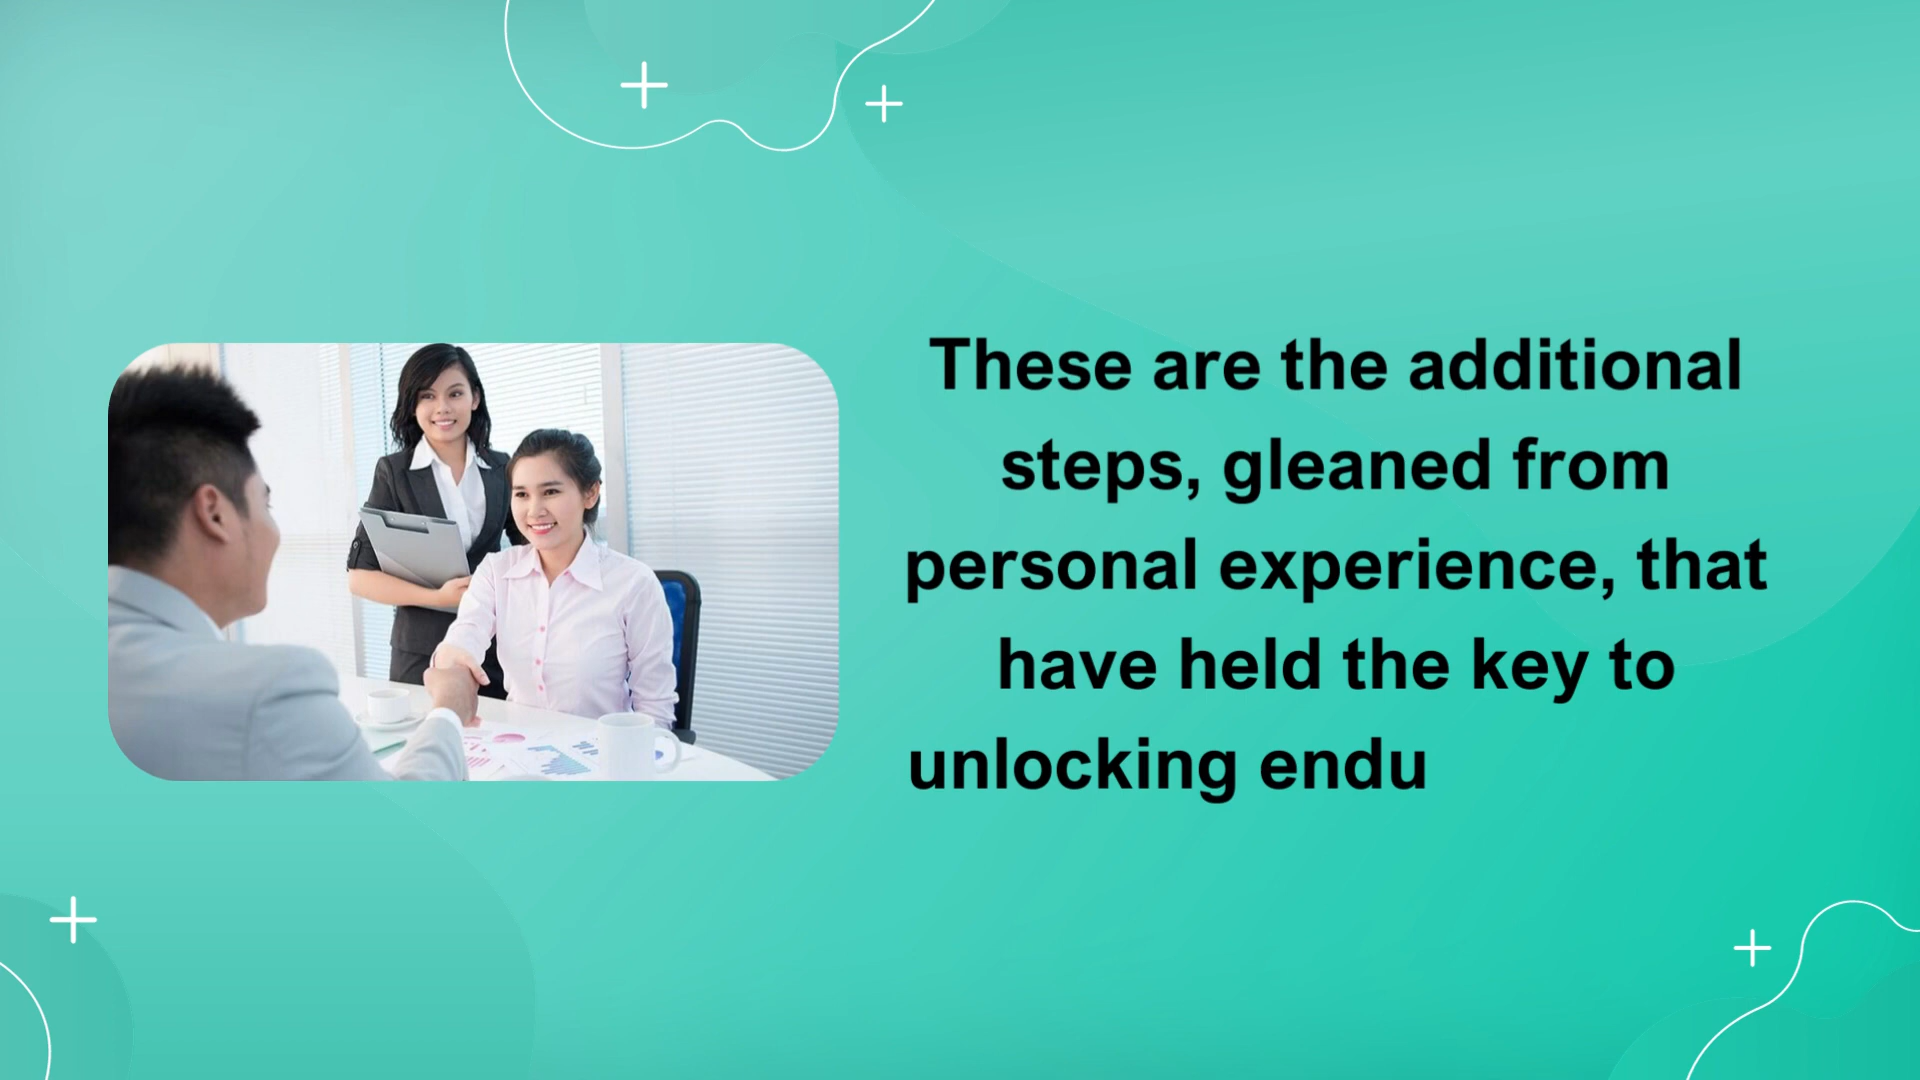 These are the additional
steps, gleaned from
personal experience, that
have held the key to
unlocking endu